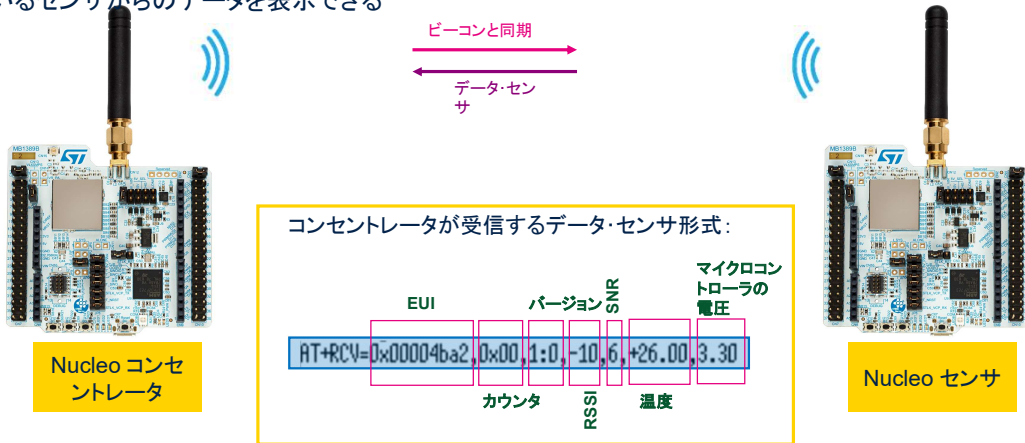 いるセンサからのデータを表示できる
ビーコンと同期
データ・セン
サ
MB1389B
MB1389B
コンセントレータが受信するデータ・センサ形式:
EUI
バージョン
SNR
マイクロコン
トローラの
電圧
AT+RCV=0x00004ba2,0x00,1:0,-10,6,+26.00,3.30
カウンタ
RSSI
温度
Nucleo コンセ
ントレータ
Nucleo センサ